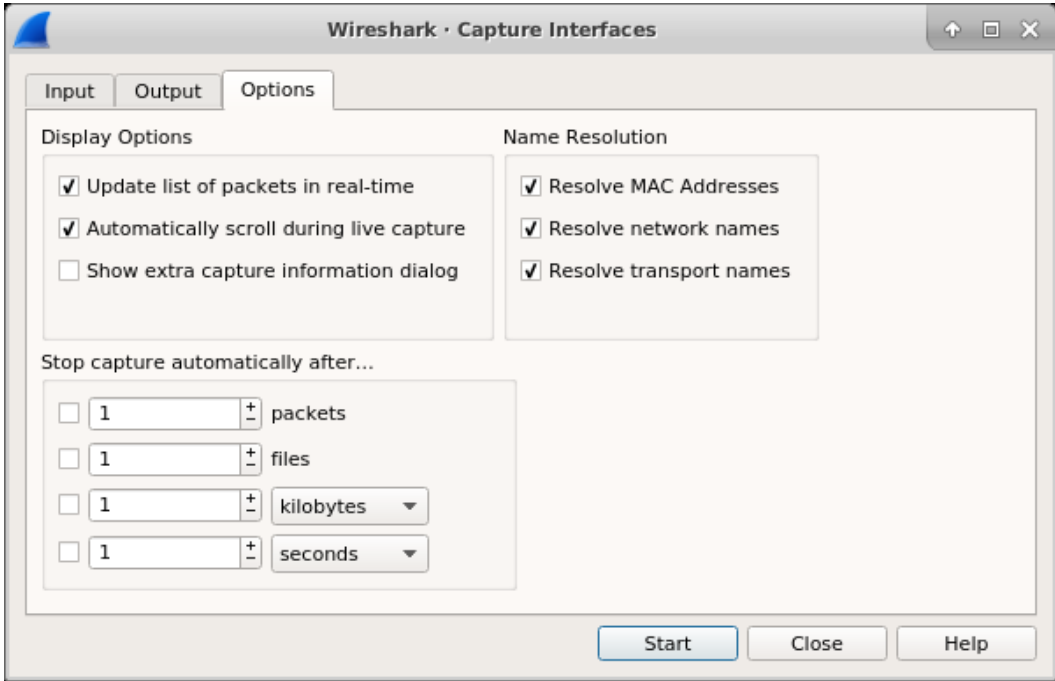 Wireshark · Capture Interfaces
Input Output Options
Display Options
Update list of packets in real-time
Automatically scroll during live capture
Show extra capture information dialog
Name Resolution
Resolve MAC Addresses
Resolve network names
Resolve transport names
Stop capture automatically after...
1 packets
1 files
1 kilobytes
1 seconds
Start Close Help